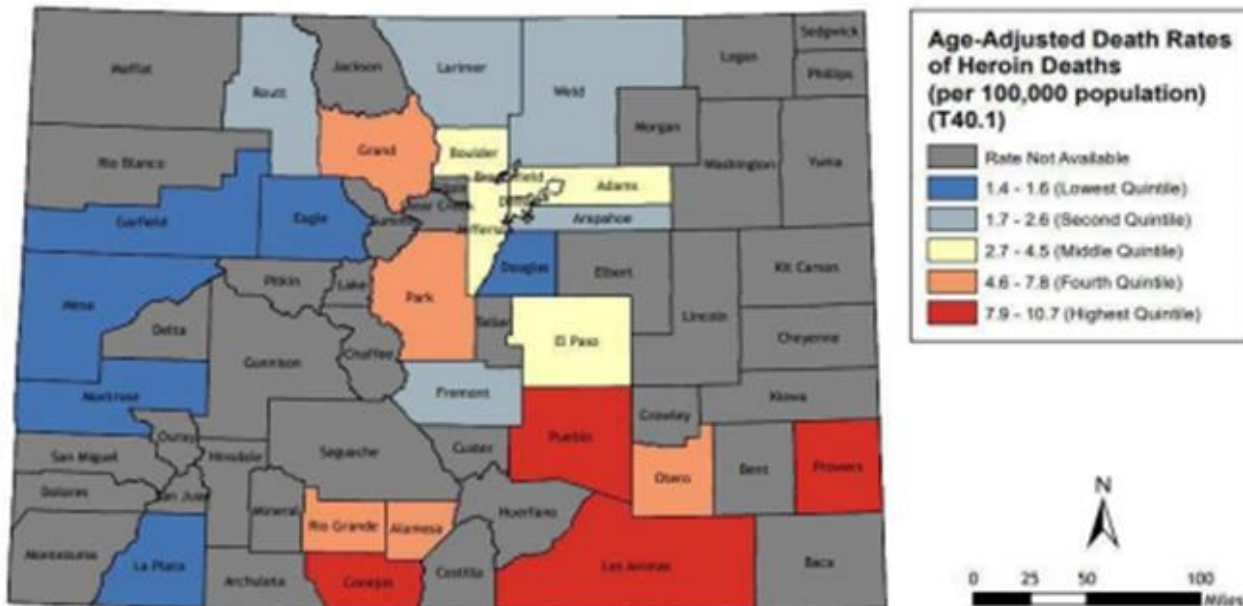 Moffat
Routt
Jackson
Larimer
Weld
Logan
Sedgwick
Phillips
Rio Blanco
Grand
Boulder
Morgan
Washington
Yuma
Garfield
Eagle
Adams
Arapahoe
Mesa
Pitkin
Lake
Park
Douglas
Elbert
Kit Carson
Delta
Gunnison
Chaffee
El Paso
Lincoln
Cheyenne
Montrose
Fremont
Crowley
Kiowa
San Miguel
Ouray
Hinsdale
Saguache
Custer
Pueblo
Otero
Bent
Prowers
Dolores
San Juan
Mineral
Rio Grande
Alamosa
Huerfano
Montezuma
La Plata
Archuleta
Conejos
Costilla
Las Animas
Baca
Age-Adjusted Death Rates
of Heroin Deaths
(per 100,000 population)
(T40.1)
Rate Not Available
1.4 - 1.6 (Lowest Quintile)
1.7 - 2.6 (Second Quintile)
2.7 - 4.5 (Middle Quintile)
4.6 - 7.8 (Fourth Quintile)
7.9 - 10.7 (Highest Quintile)
N
0 25 50 100
Miles